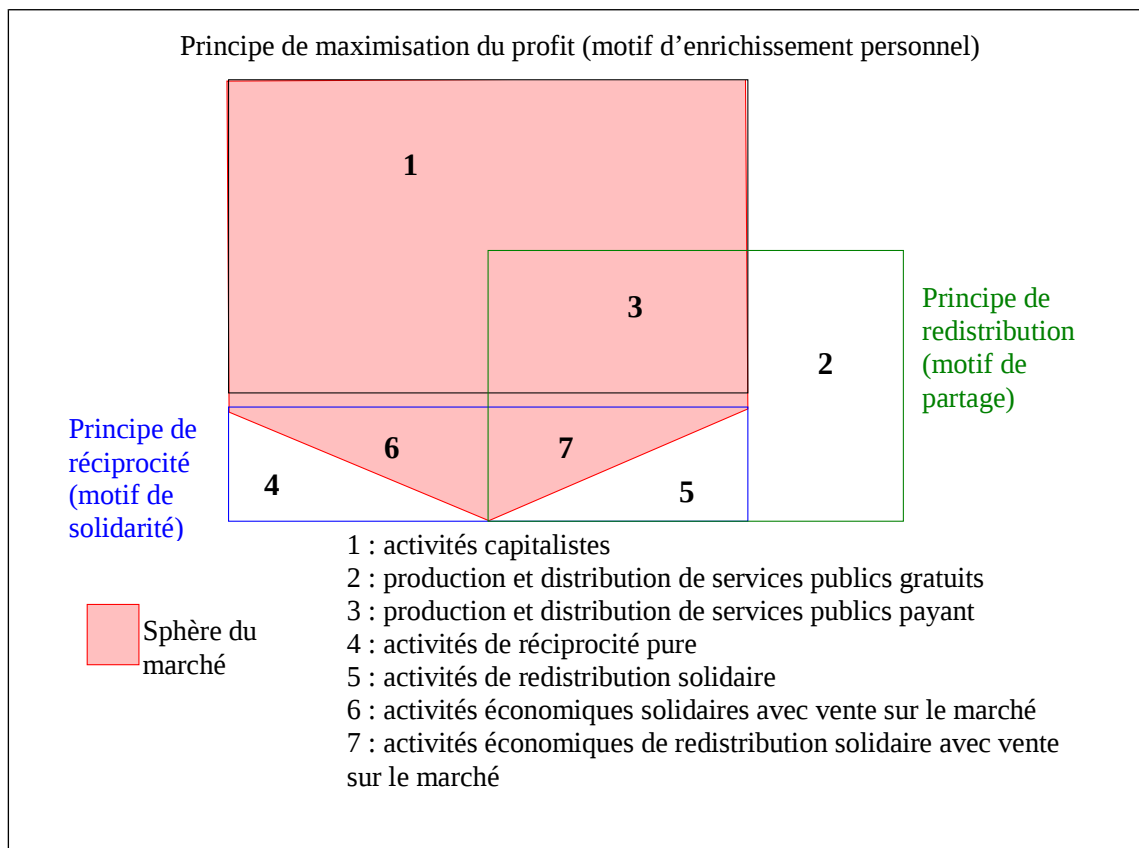 Principe de maximisation du profit (motif d’enrichissement personnel)
1
3
2
Principe de
redistribution
(motif de
partage)
Principe de
réciprocité
(motif de
solidarité)
6
7
4
5
1 : activités capitalistes
2 : production et distribution de services publics gratuits
3 : production et distribution de services publics payant
4 : activités de réciprocité pure
5 : activités de redistribution solidaire
6 : activités économiques solidaires avec vente sur le marché
7 : activités économiques de redistribution solidaire avec vente
sur le marché
Sphère du
marché